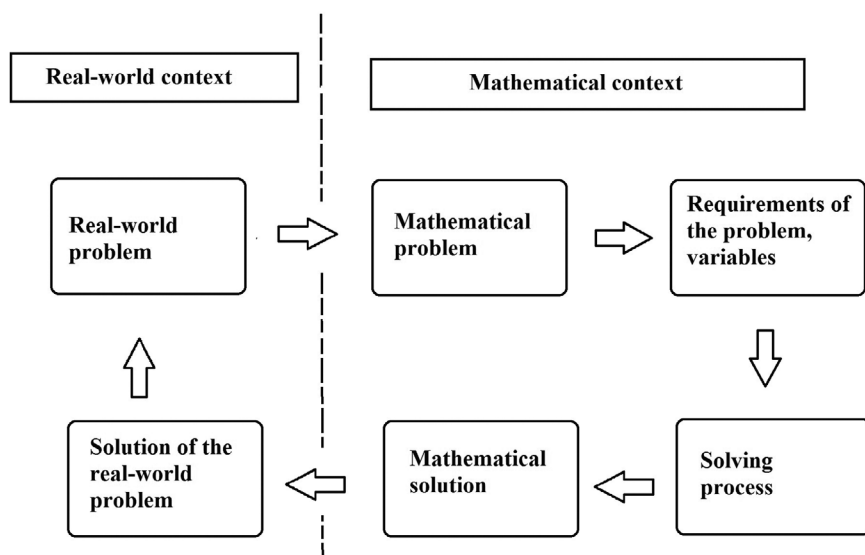 Real-world context
Mathematical context
Real-world
problem
Mathematical
problem
Requirements of
the problem,
variables
Solution of the
real-world
problem
Mathematical
solution
Solving
process